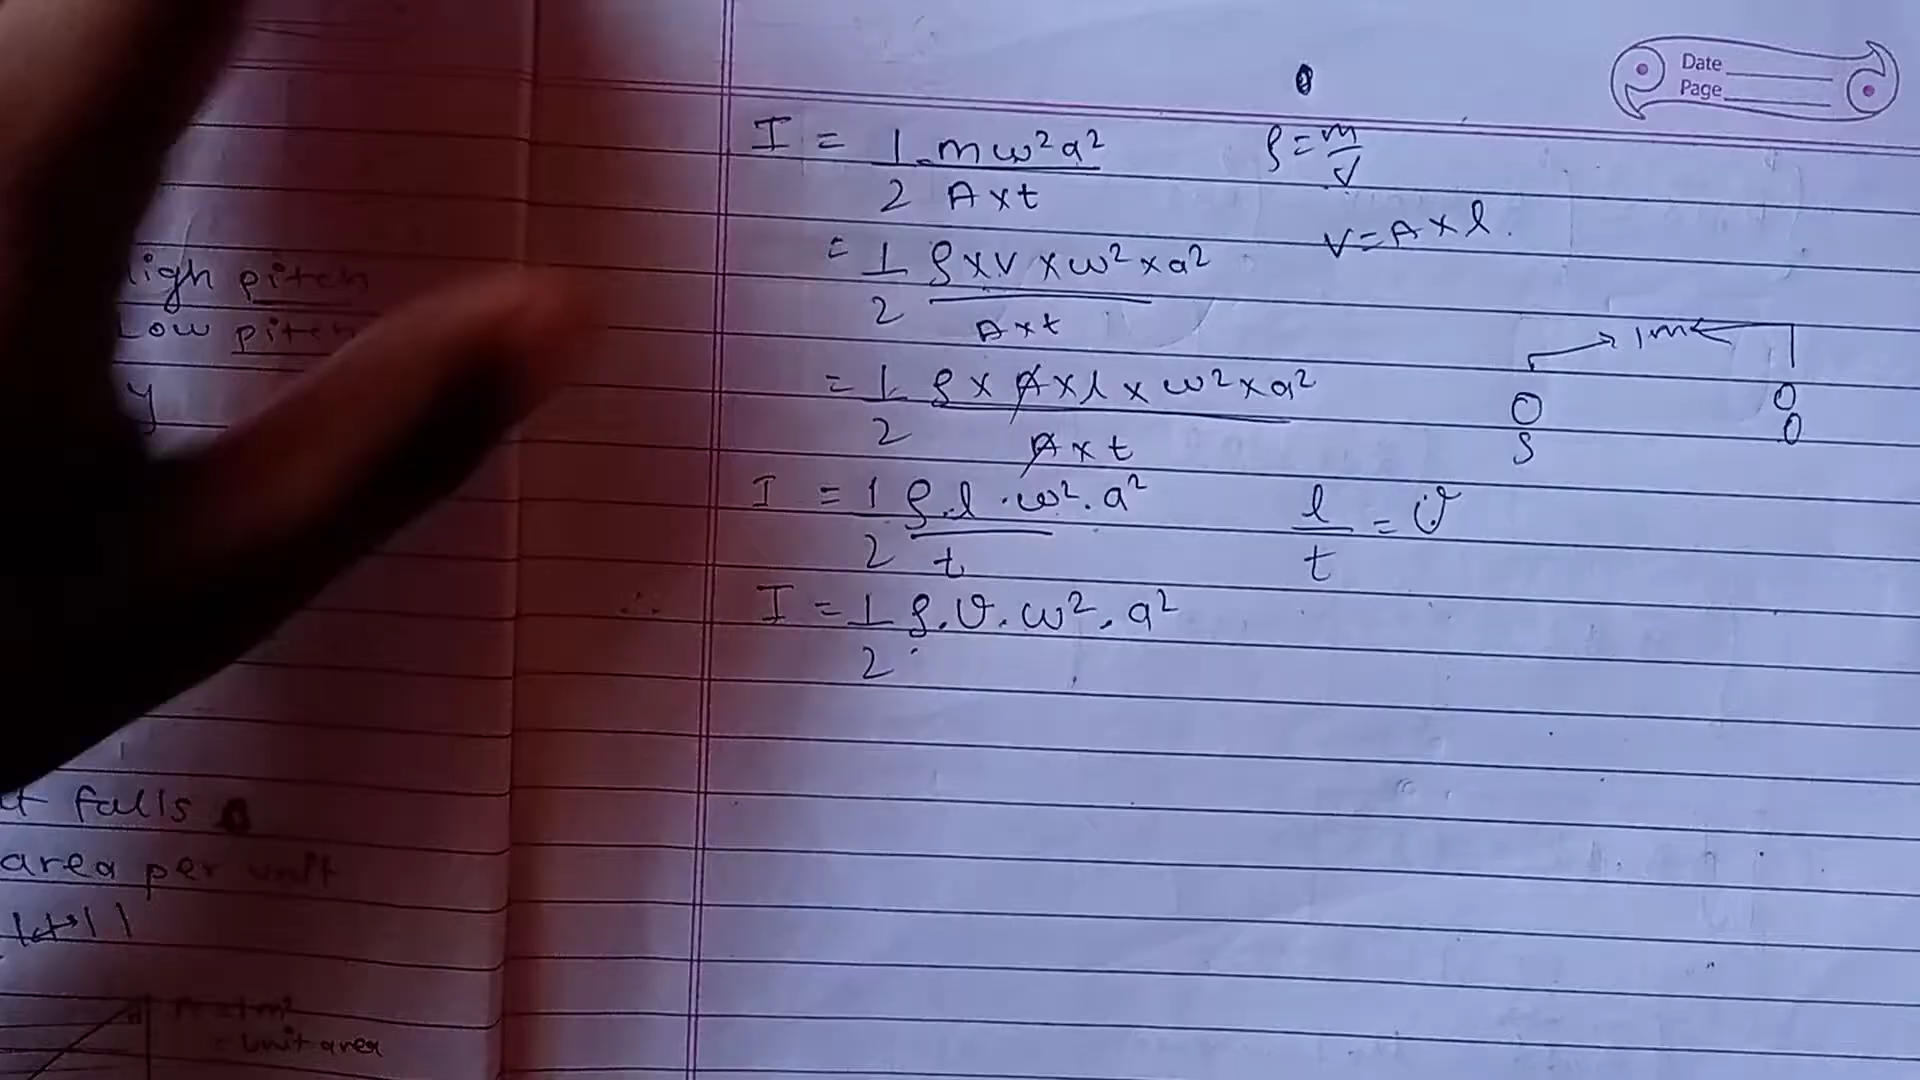 Date
Page
High pitch
Low pitch
y
falls
area per unit
A = 1m²
= unit area
I = 1/2 mω²a² / A×t
ρ = m/V
V = A×l.
= 1/2 ρ×V×ω²×a² / A×t
1m
= 1/2 ρ×A×l×ω²×a² / A×t
S
O
I = 1/2 ρ.l.ω².a² / t
l/t = v
∴ I = 1/2 ρ.v.ω².a²